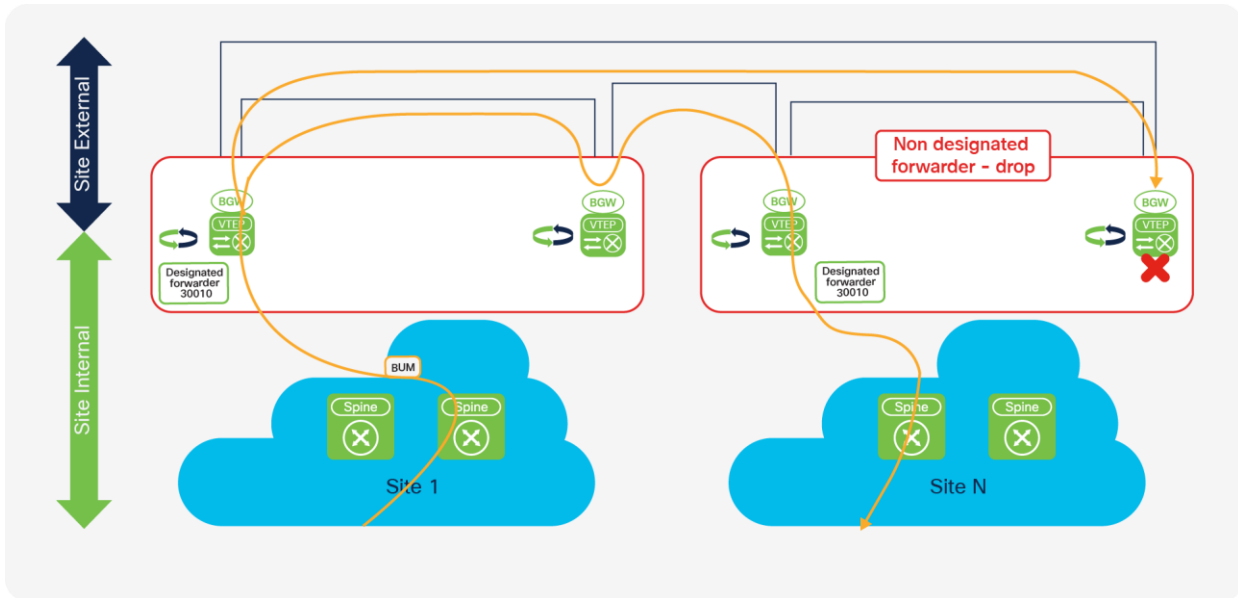 Site External
Site Internal
Non designated
forwarder - drop
BGW
VTEP
Designated
forwarder
30010
BGW
VTEP
BGW
VTEP
Designated
forwarder
30010
BGW
VTEP
BUM
Spine
Spine
Site 1
Spine
Spine
Site N